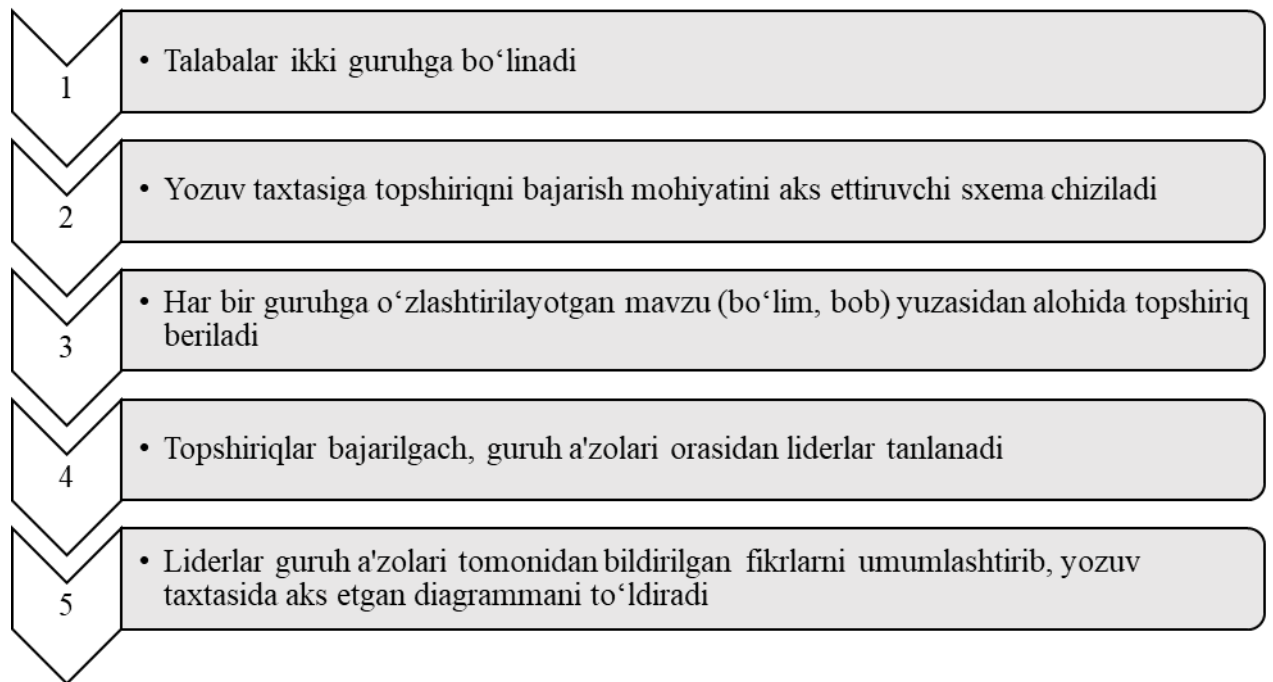 1
• Talabalar ikki guruhga bo‘linadi
2
• Yozuv taxtasiga topshiriqni bajarish mohiyatini aks ettiruvchi sxema chiziladi
3
• Har bir guruhga o‘zlashtirilayotgan mavzu (bo‘lim, bob) yuzasidan alohida topshiriq
beriladi
4
• Topshiriqlar bajarilgach, guruh a'zolari orasidan liderlar tanlanadi
5
• Liderlar guruh a'zolari tomonidan bildirilgan fikrlarni umumlashtirib, yozuv
taxtasida aks etgan diagrammani to‘ldiradi